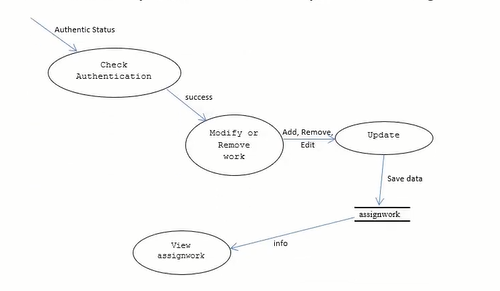 Authentic Status
Check
Authentication
success
Modify or
Remove
work
Add, Remove,
Edit
Update
Save data
assignwork
info
View
assignwork